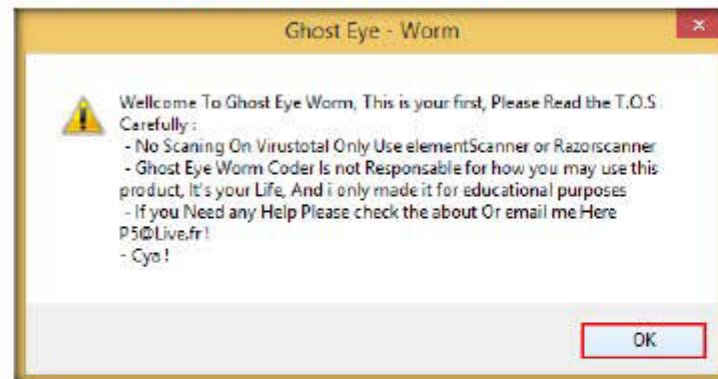 Ghost Eye - Worm
Wellcome To Ghost Eye Worm, This is your first, Please Read the T.O.S
Carefully :
- No Scaning On Virustotal Only Use elementScanner or Razorscanner
- Ghost Eye Worm Coder Is not Responsible for how you may use this
product, It's your Life, And i only made it for educational purposes
- If you Need any Help Please check the about Or email me Here
P5@Live.fr !
- Cya !
OK